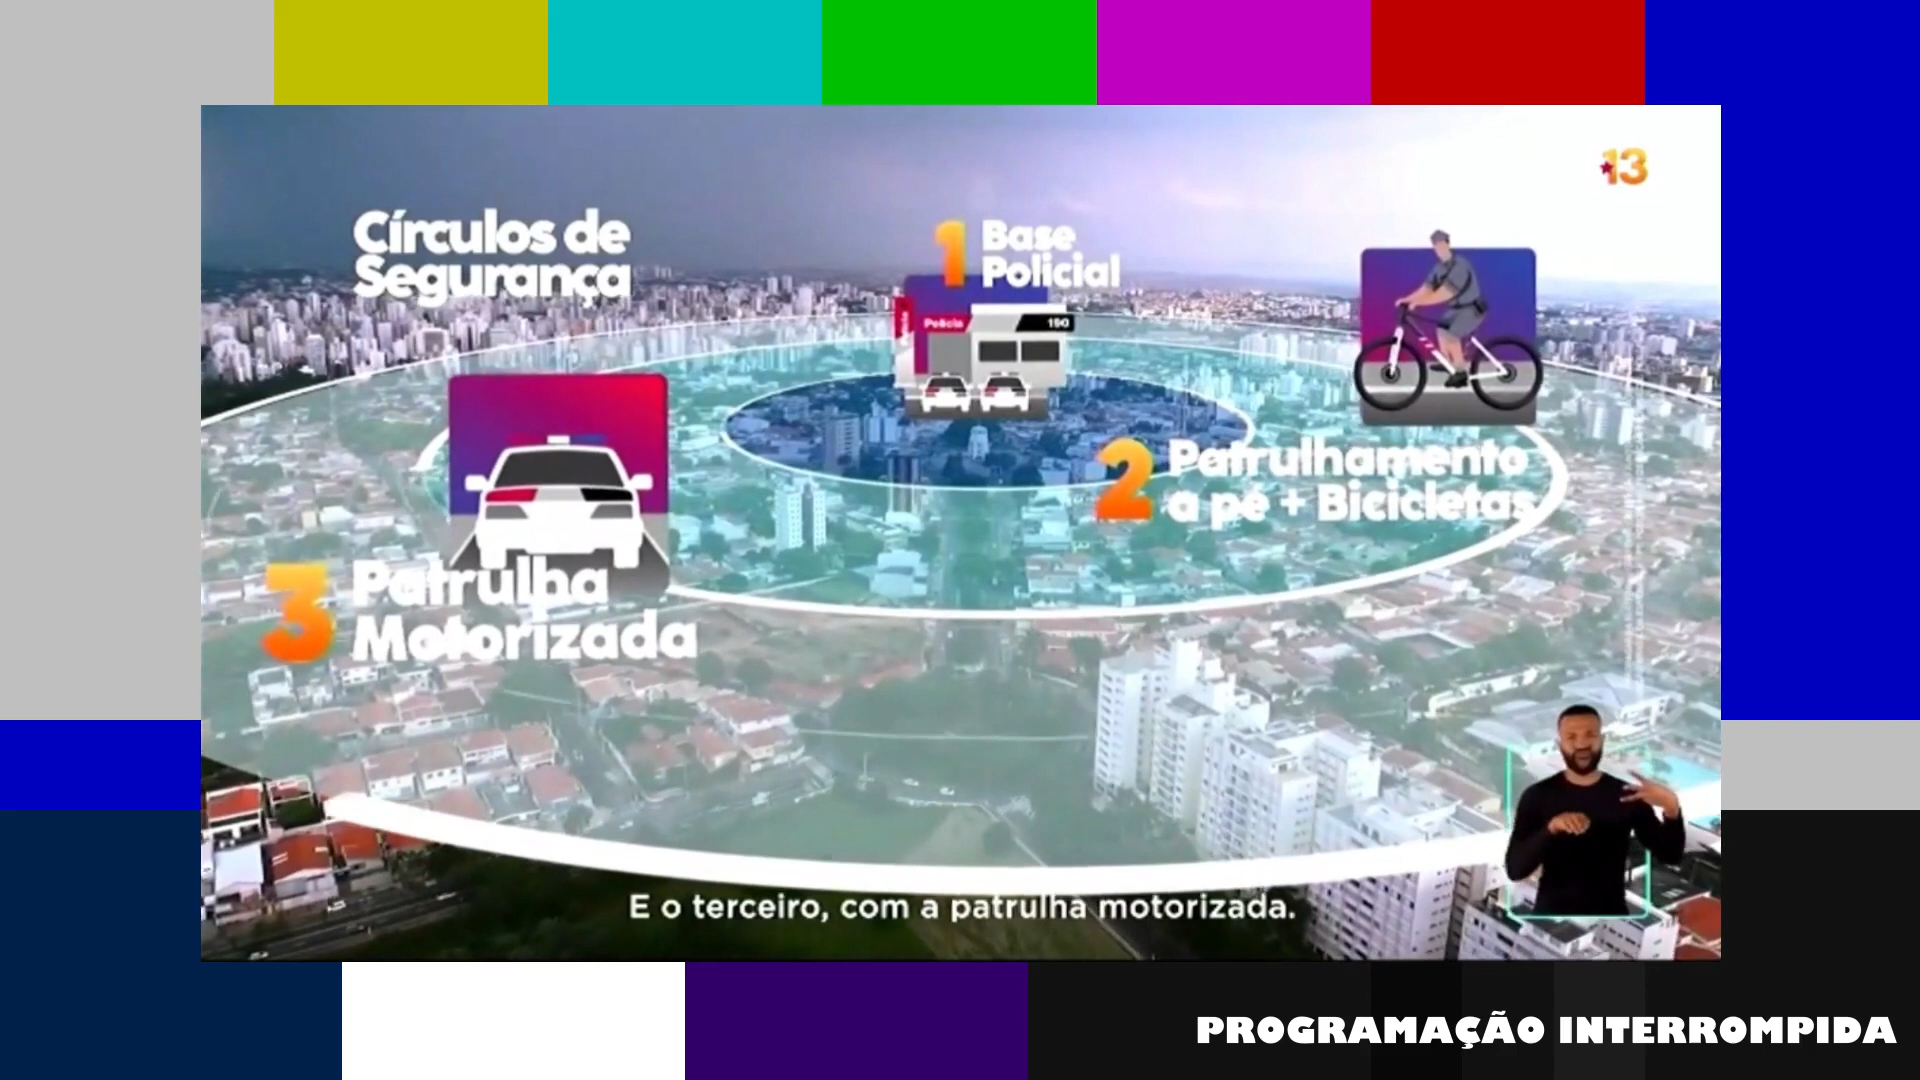 13
Círculos de
Segurança
1 Base
Policial
Polícia
190
2 Patrulhamento
a pé + Bicicletas
3 Patrulha
Motorizada
E o terceiro, com a patrulha motorizada.
PROGRAMAÇÃO INTERROMPIDA